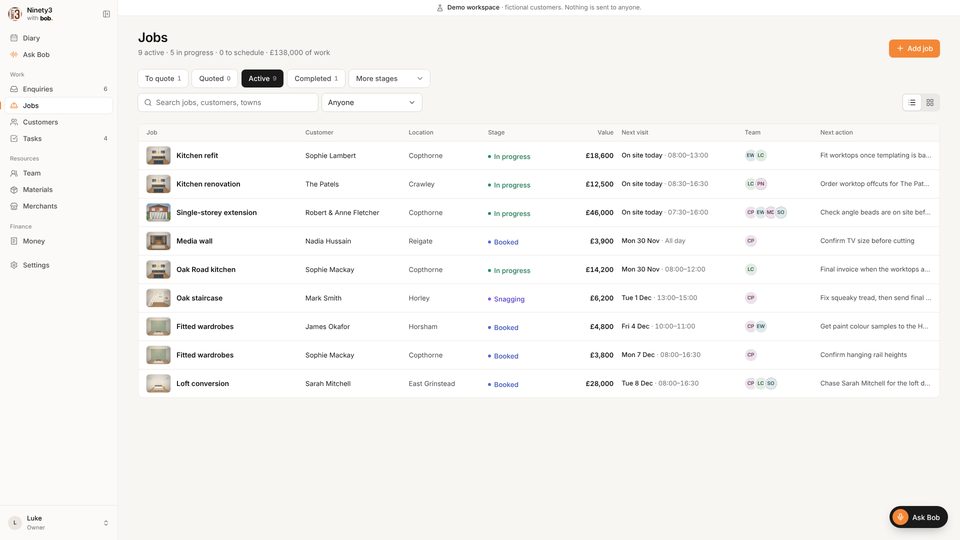 Ninety3
with bob.
Diary
Ask Bob
Work
Enquiries 6
Jobs
Customers
Tasks 4
Resources
Team
Materials
Merchants
Finance
Money
Settings
L Luke
Owner
Demo workspace · fictional customers. Nothing is sent to anyone.
Jobs
9 active · 5 in progress · 0 to schedule · £138,000 of work
+ Add job
To quote 1 Quoted 0 Active 9 Completed 1 More stages
Search jobs, customers, towns Anyone
Job Customer Location Stage Value Next visit Team Next action
Kitchen refit Sophie Lambert Copthorne In progress £18,600 On site today · 08:00–13:00 EW LC Fit worktops once templating is ba...
Kitchen renovation The Patels Crawley In progress £12,500 On site today · 08:30–16:30 LC PN Order worktop offcuts for The Pat...
Single-storey extension Robert & Anne Fletcher Copthorne In progress £46,000 On site today · 07:30–16:00 CP EW MC SO Check angle beads are on site bef...
Media wall Nadia Hussain Reigate Booked £3,900 Mon 30 Nov · All day CP Confirm TV size before cutting
Oak Road kitchen Sophie Mackay Copthorne In progress £14,200 Mon 30 Nov · 08:00–12:00 LC Final invoice when the worktops a...
Oak staircase Mark Smith Horley Snagging £6,200 Tue 1 Dec · 13:00–15:00 CP Fix squeaky tread, then send final ...
Fitted wardrobes James Okafor Horsham Booked £4,800 Fri 4 Dec · 10:00–11:00 CP EW Get paint colour samples to the H...
Fitted wardrobes Sophie Mackay Copthorne Booked £3,800 Mon 7 Dec · 08:00–16:30 CP Confirm hanging rail heights
Loft conversion Sarah Mitchell East Grinstead Booked £28,000 Tue 8 Dec · 08:00–16:30 CP LC SO Chase Sarah Mitchell for the loft d...
Ask Bob